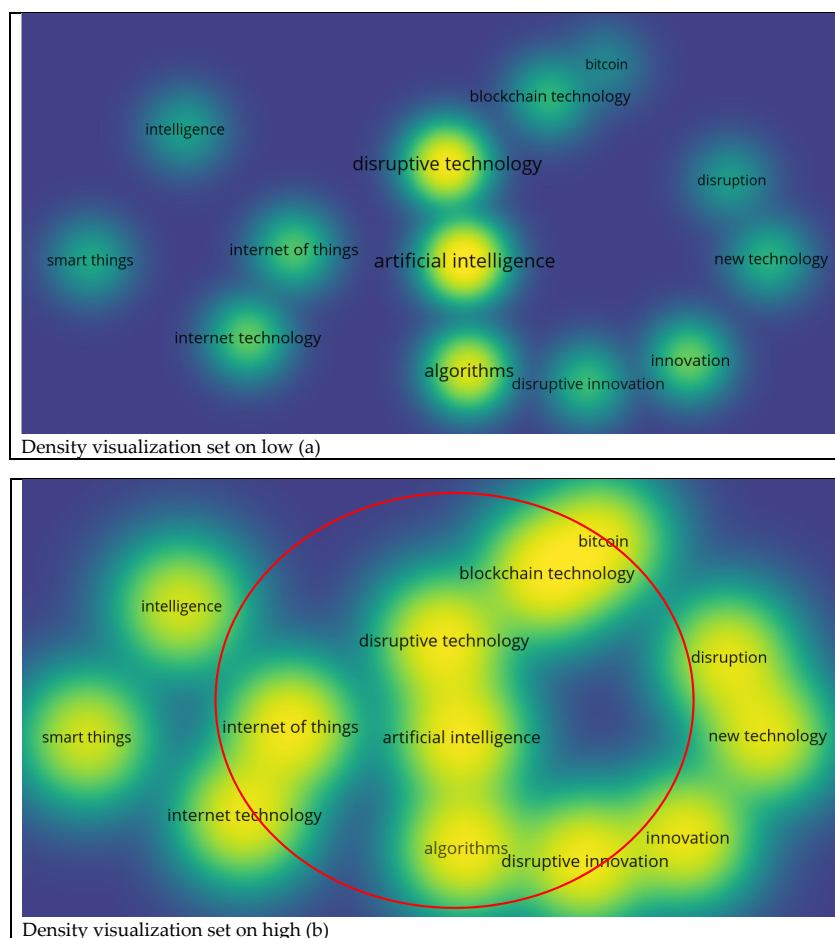 bitcoin
blockchain technology
intelligence
disruptive technology
disruption
internet of things
smart things
artificial intelligence
new technology
internet technology
algorithms
innovation
disruptive innovation
Density visualization set on low (a)
bitcoin
blockchain technology
intelligence
disruptive technology
disruption
internet of things
smart things
artificial intelligence
new technology
internet technology
innovation
algorithms
disruptive innovation
Density visualization set on high (b)